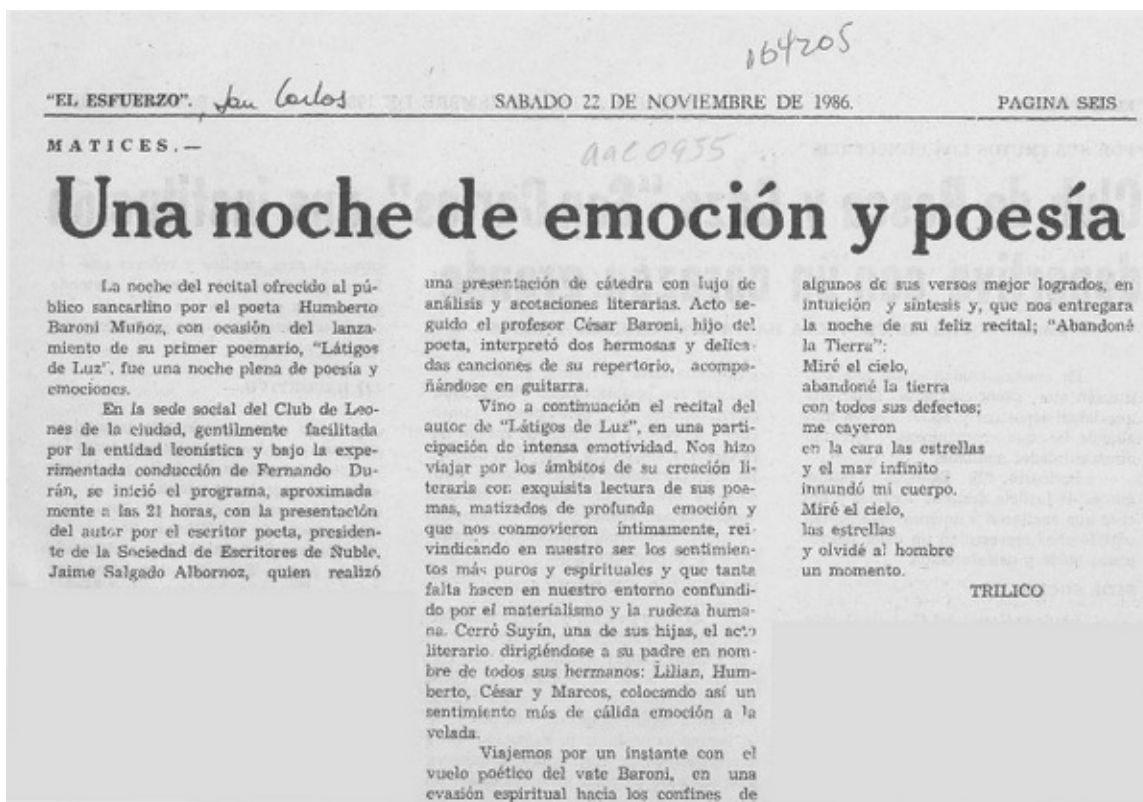 164205
"EL ESFUERZO". San Carlos SABADO 22 DE NOVIEMBRE DE 1986. PAGINA SEIS
MATICES.—
aac0955
Una noche de emoción y poesía
La noche del recital ofrecido al pú-
blico sancarlino por el poeta Humberto
Baroni Muñoz, con ocasión del lanza-
miento de su primer poemario, "Látigos
de Luz", fue una noche plena de poesía y
emociones.
En la sede social del Club de Leo-
nes de la ciudad, gentilmente facilitada
por la entidad leonística y bajo la expe-
rimentada conducción de Fernando Du-
rán, se inició el programa, aproximada
mente a las 21 horas, con la presentación
del autor por el escritor poeta, presiden-
te de la Sociedad de Escritores de Ñuble,
Jaime Salgado Albornoz, quien realizó
una presentación de cátedra con lujo de
análisis y acotaciones literarias. Acto se-
guido el profesor César Baroni, hijo del
poeta, interpretó dos hermosas y delica-
das canciones de su repertorio, acompa-
ñándose en guitarra.
Vino a continuación el recital del
autor de "Látigos de Luz", en una parti-
cipación de intensa emotividad. Nos hizo
viajar por los ámbitos de su creación li-
teraria con exquisita lectura de sus poe-
mas, matizados de profunda emoción y
que nos conmovieron íntimamente, rei-
vindicando en nuestro ser los sentimien-
tos más puros y espirituales y que tanta
falta hacen en nuestro entorno confundi-
do por el materialismo y la rudeza huma-
na. Cerró Suyín, una de sus hijas, el acto
literario dirigiéndose a su padre en nom-
bre de todos sus hermanos: Lilian, Hum-
berto, César y Marcos, colocando así un
sentimiento más de cálida emoción a la
velada.
Viajemos por un instante con el
vuelo poético del vate Baroni, en una
evasión espiritual hacia los confines de
algunos de sus versos mejor logrados, en
intuición y síntesis y, que nos entregara
la noche de su feliz recital; "Abandoné
la Tierra":
Miré el cielo,
abandoné la tierra
con todos sus defectos;
me cayeron
en la cara las estrellas
y el mar infinito
innundó mi cuerpo.
Miré el cielo,
las estrellas
y olvidé al hombre
un momento.
TRILICO